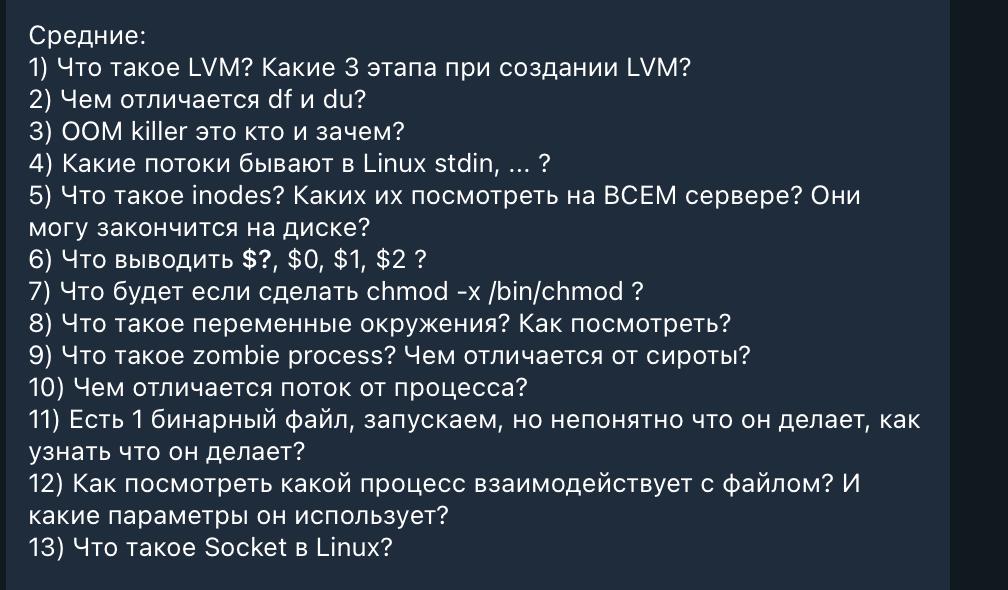 Средние:
1) Что такое LVM? Какие 3 этапа при создании LVM?
2) Чем отличается df и du?
3) OOM killer это кто и зачем?
4) Какие потоки бывают в Linux stdin, ... ?
5) Что такое inodes? Каких их посмотреть на ВСЕМ сервере? Они
могу закончится на диске?
6) Что выводить $?, $0, $1, $2 ?
7) Что будет если сделать chmod -x /bin/chmod ?
8) Что такое переменные окружения? Как посмотреть?
9) Что такое zombie process? Чем отличается от сироты?
10) Чем отличается поток от процесса?
11) Есть 1 бинарный файл, запускаем, но непонятно что он делает, как
узнать что он делает?
12) Как посмотреть какой процесс взаимодействует с файлом? И
какие параметры он использует?
13) Что такое Socket в Linux?